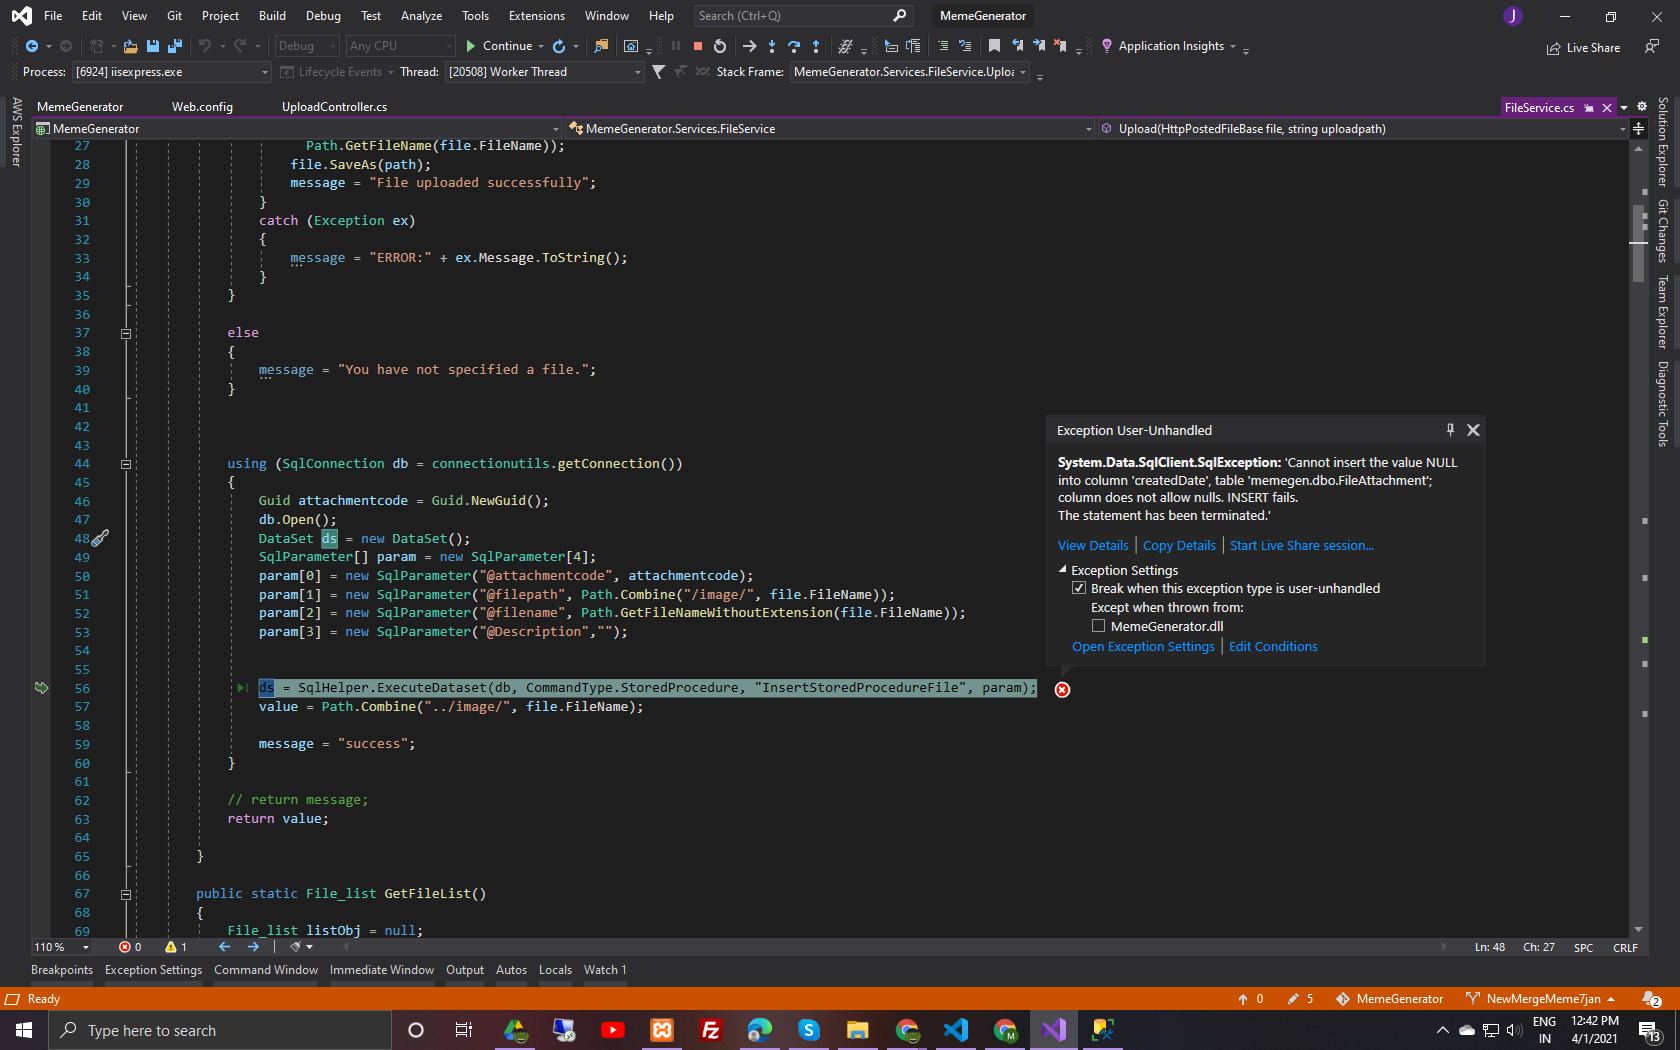 File Edit View Git Project Build Debug Test Analyze Tools Extensions Window Help Search (Ctrl+Q) MemeGenerator J
Debug Any CPU Continue Application Insights Live Share
Process: [6924] iisexpress.exe Lifecycle Events Thread: [20508] Worker Thread Stack Frame: MemeGenerator.Services.FileService.Uploa
MemeGenerator Web.config UploadController.cs FileService.cs
MemeGenerator MemeGenerator.Services.FileService Upload(HttpPostedFileBase file, string uploadpath)
AWS Explorer
Solution Explorer
Git Changes
Team Explorer
Diagnostic Tools
27 Path.GetFileName(file.FileName));
28 file.SaveAs(path);
29 message = "File uploaded successfully";
30 }
31 catch (Exception ex)
32 {
33 message = "ERROR:" + ex.Message.ToString();
34 }
35 }
36
37 else
38 {
39 message = "You have not specified a file.";
40 }
41
42
43
44 using (SqlConnection db = connectionutils.getConnection())
45 {
46 Guid attachmentcode = Guid.NewGuid();
47 db.Open();
48 DataSet ds = new DataSet();
49 SqlParameter[] param = new SqlParameter[4];
50 param[0] = new SqlParameter("@attachmentcode", attachmentcode);
51 param[1] = new SqlParameter("@filepath", Path.Combine("/image/", file.FileName));
52 param[2] = new SqlParameter("@filename", Path.GetFileNameWithoutExtension(file.FileName));
53 param[3] = new SqlParameter("@Description","");
54
55
56 ds = SqlHelper.ExecuteDataset(db, CommandType.StoredProcedure, "InsertStoredProcedureFile", param);
57 value = Path.Combine("../image/", file.FileName);
58
59 message = "success";
60 }
61
62 // return message;
63 return value;
64
65 }
66
67 public static File_list GetFileList()
68 {
69 File_list listObj = null;
Exception User-Unhandled
System.Data.SqlClient.SqlException: 'Cannot insert the value NULL
into column 'createdDate', table 'memegen.dbo.FileAttachment';
column does not allow nulls. INSERT fails.
The statement has been terminated.'
View Details | Copy Details | Start Live Share session...
Exception Settings
Break when this exception type is user-unhandled
Except when thrown from:
MemeGenerator.dll
Open Exception Settings | Edit Conditions
110 % 0 1 Ln: 48 Ch: 27 SPC CRLF
Breakpoints Exception Settings Command Window Immediate Window Output Autos Locals Watch 1
Ready 0 5 MemeGenerator NewMergeMeme7jan 2
Type here to search
ENG
IN
12:42 PM
4/1/2021
13